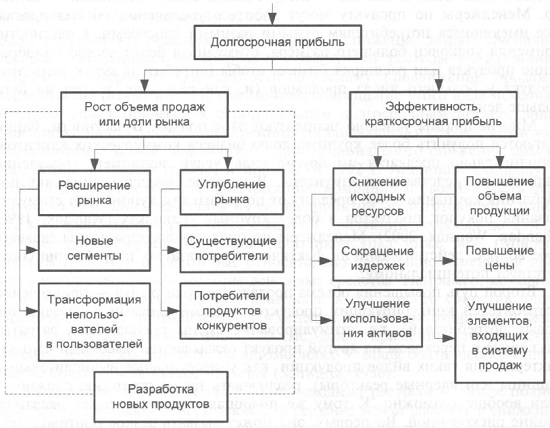 Долгосрочная прибыль
Рост объема продаж
или доли рынка
Эффективность,
краткосрочная прибыль
Расширение
рынка
Новые
сегменты
Трансформация
непользо-
вателей
в пользователей
Углубление
рынка
Существующие
потребители
Потребители
продуктов
конкурентов
Снижение
исходных
ресурсов
Сокращение
издержек
Улучшение
использова-
ния активов
Повышение
объема
продукции
Повышение
цены
Улучшение
элементов,
входящих
в систему
продаж
Разработка
новых продуктов